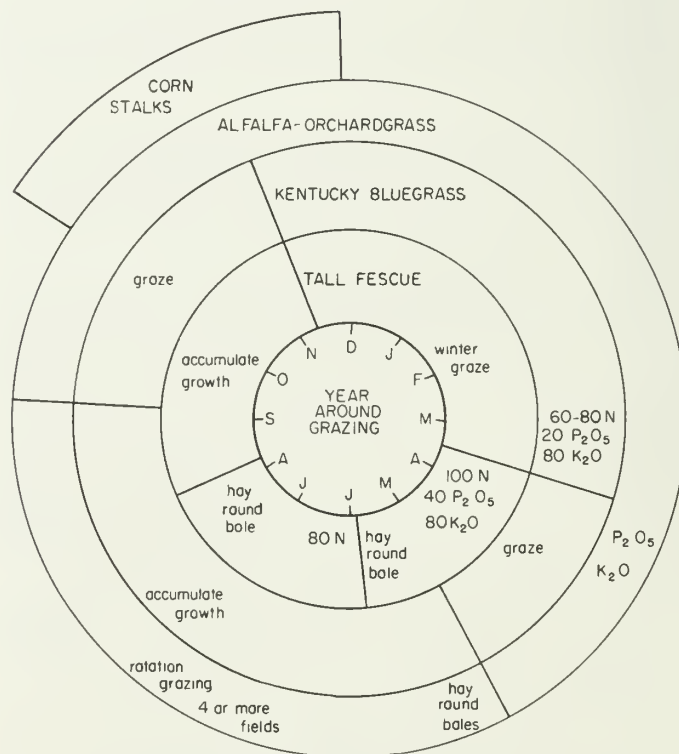 CORN
STALKS
ALFALFA-ORCHARDGRASS
KENTUCKY BLUEGRASS
TALL FESCUE
graze
accumulate
growth
winter
graze
N D J
O F
S M
A A
J J M
YEAR
AROUND
GRAZING
60-80 N
20 P₂O₅
80 K₂O
100 N
40 P₂O₅
80 K₂O
hay
round
bale
80 N
hay
round
bale
graze
P₂O₅
K₂O
accumulate
growth
rotation
grazing
4 or more
fields
hay
round
bales